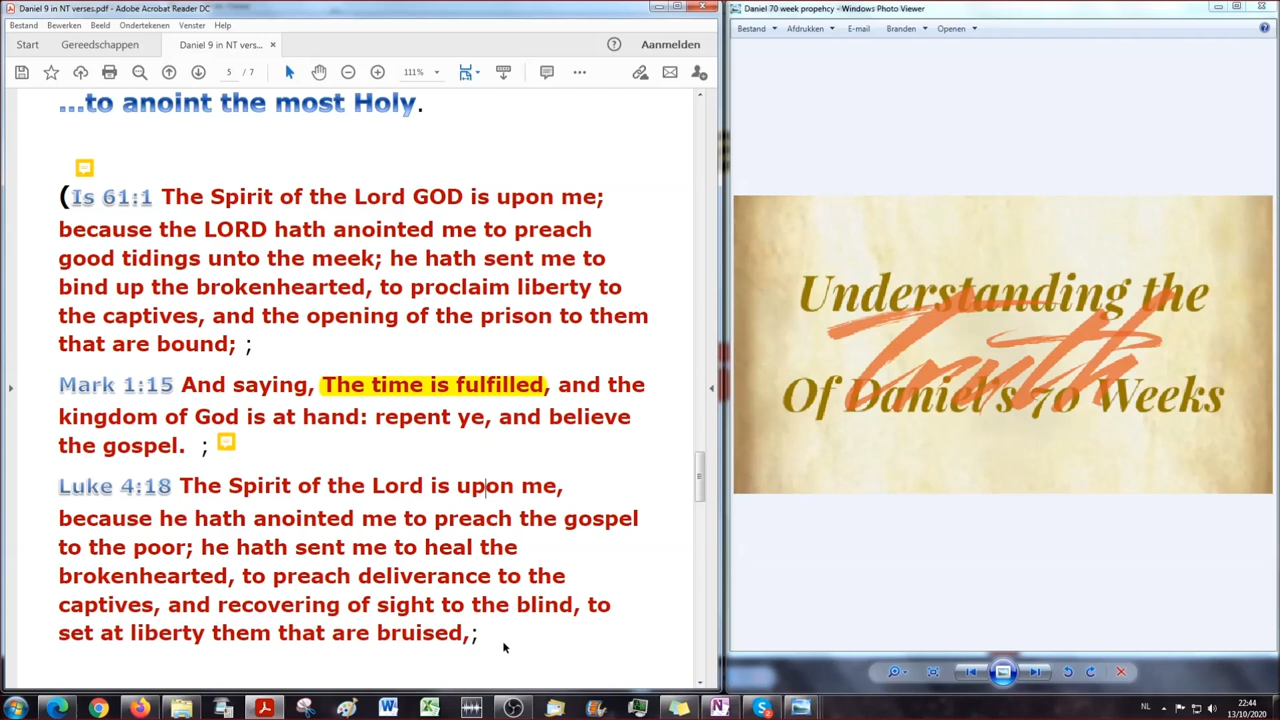 Daniel 9 in NT verses.pdf - Adobe Acrobat Reader DC
Bestand Bewerken Beeld Ondertekenen Venster Help
Start Gereedschappen Daniel 9 in NT vers... × Aanmelden
5 / 7 111%
...to anoint the most Holy.
(Is 61:1 The Spirit of the Lord GOD is upon me;
because the LORD hath anointed me to preach
good tidings unto the meek; he hath sent me to
bind up the brokenhearted, to proclaim liberty to
the captives, and the opening of the prison to them
that are bound; ;
Mark 1:15 And saying, The time is fulfilled, and the
kingdom of God is at hand: repent ye, and believe
the gospel. ;
Luke 4:18 The Spirit of the Lord is upon me,
because he hath anointed me to preach the gospel
to the poor; he hath sent me to heal the
brokenhearted, to preach deliverance to the
captives, and recovering of sight to the blind, to
set at liberty them that are bruised,;
Daniel 70 week propehcy - Windows Photo Viewer
Bestand Afdrukken E-mail Branden Openen
Understanding the
Truth
Of Daniel's 70 Weeks
NL
22:44
13/10/2020